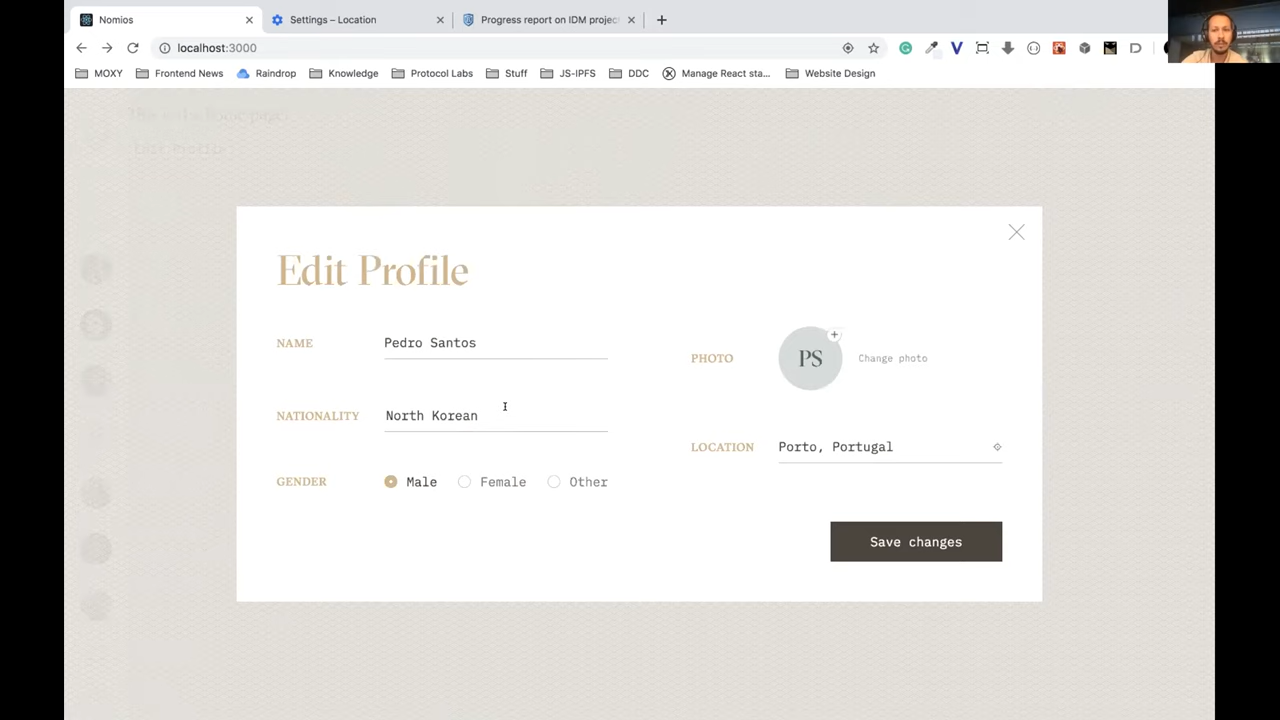 Nomios
Settings – Location
Progress report on IDM projec
localhost:3000
MOXY
Frontend News
Raindrop
Knowledge
Protocol Labs
Stuff
JS-IPFS
DDC
Manage React sta...
Website Design
Edit Profile
NAME
Pedro Santos
NATIONALITY
North Korean
GENDER
Male
Female
Other
PHOTO
PS
+
Change photo
LOCATION
Porto, Portugal
Save changes